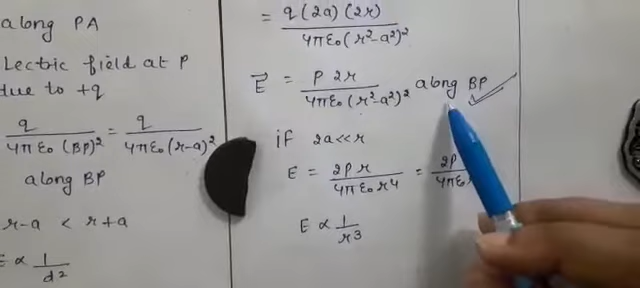 along PA
lectric field at P
due to +q
q/4πε₀(BP)² = q/4πε₀(r-a)²
along BP
r-a < r+a
E ∝ 1/d²
= q(2a)(2r)/4πε₀(r²-a²)²
E⃗ = P 2r/4πε₀(r²-a²)² along BP
if 2a<<r
E = 2Pr/4πε₀r⁴ = 2P/4πε₀
E ∝ 1/r³